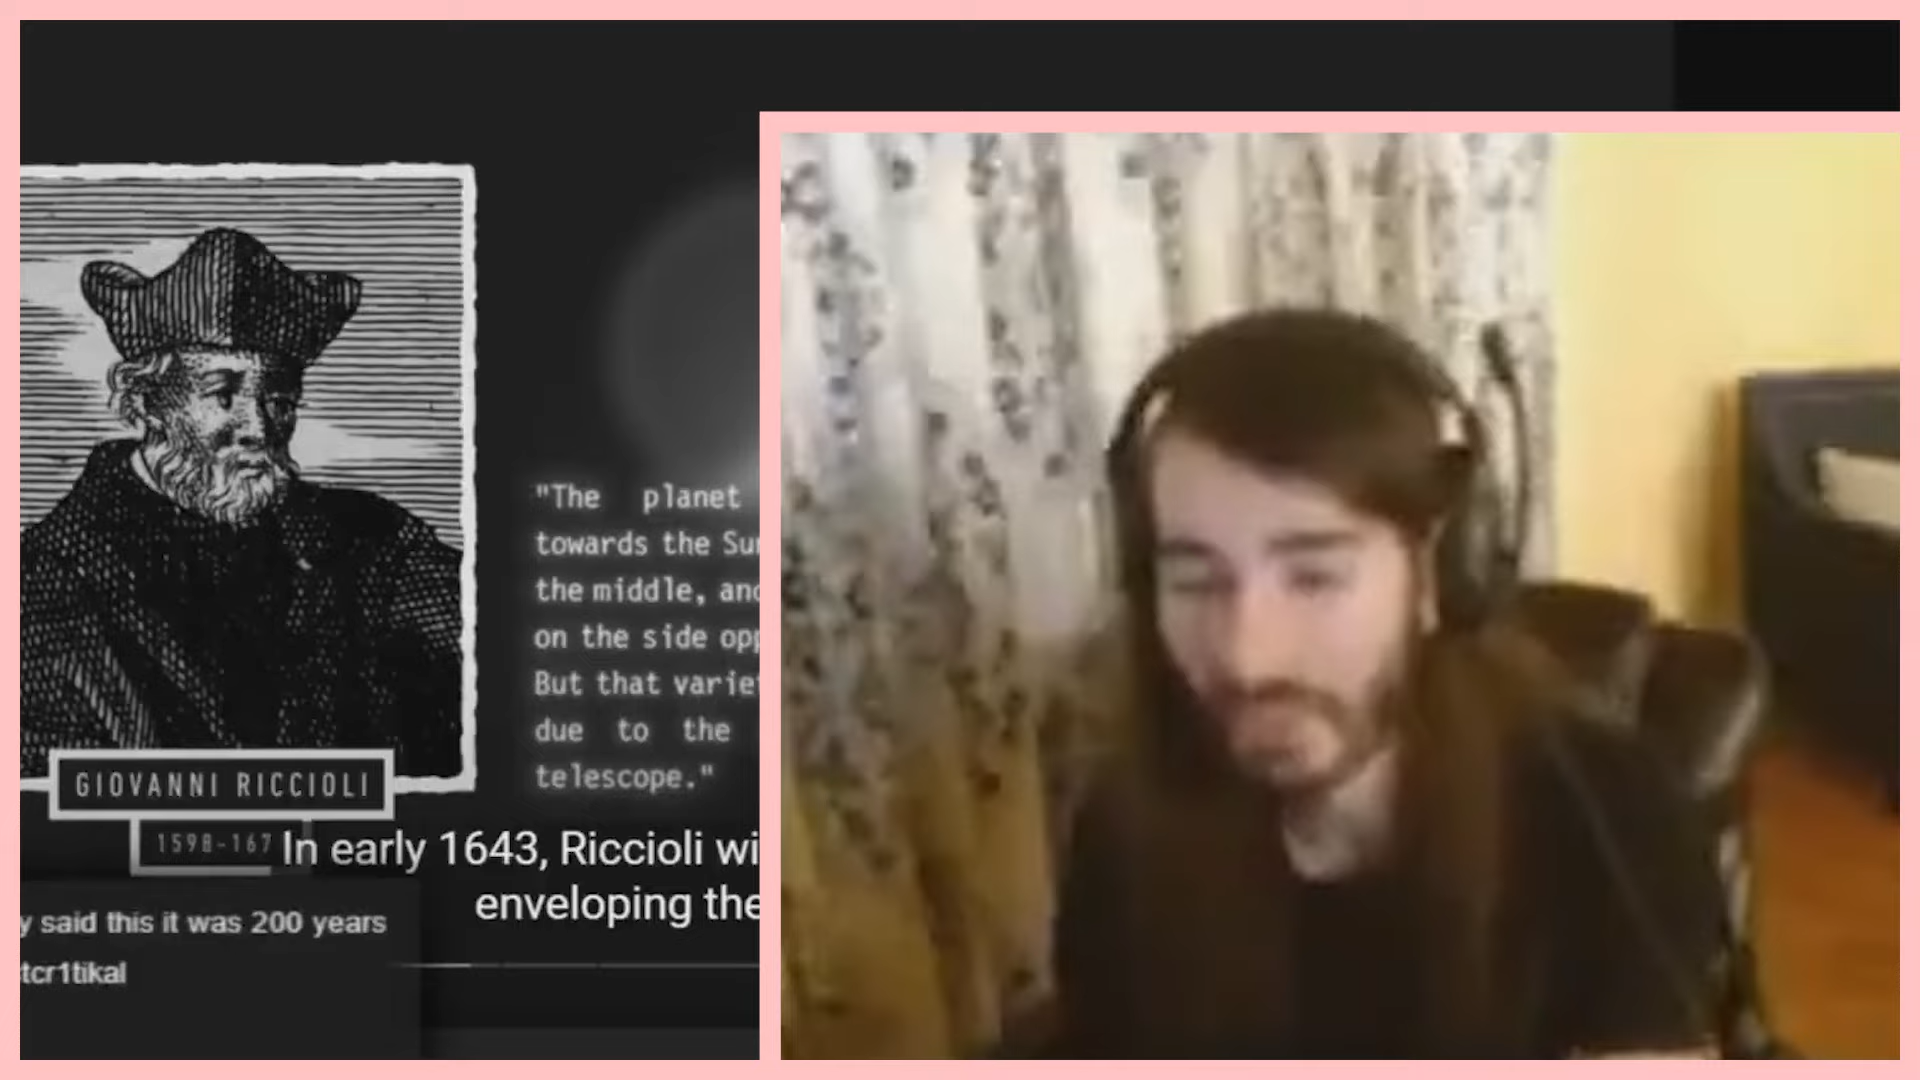 "The planet
towards the Su
the middle, and
on the side opp
But that varie
due to the
telescope."
GIOVANNI RICCIOLI
1598-167
In early 1643, Riccioli wi
enveloping the
y said this it was 200 years
tcr1tikal